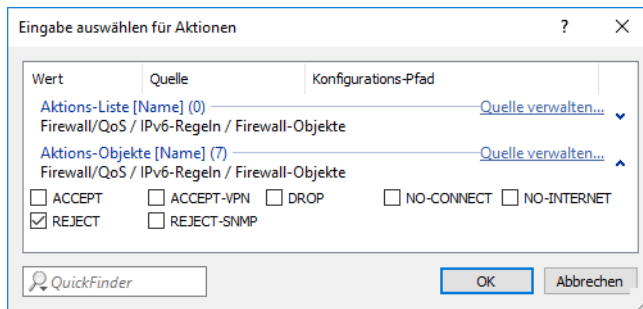 Eingabe auswählen für Aktionen ?
Wert Quelle Konfigurations-Pfad
Aktions-Liste [Name] (0) Quelle verwalten...
Firewall/QoS / IPv6-Regeln / Firewall-Objekte
Aktions-Objekte [Name] (7) Quelle verwalten...
Firewall/QoS / IPv6-Regeln / Firewall-Objekte
ACCEPT ACCEPT-VPN DROP NO-CONNECT NO-INTERNET
REJECT REJECT-SNMP
QuickFinder OK Abbrechen